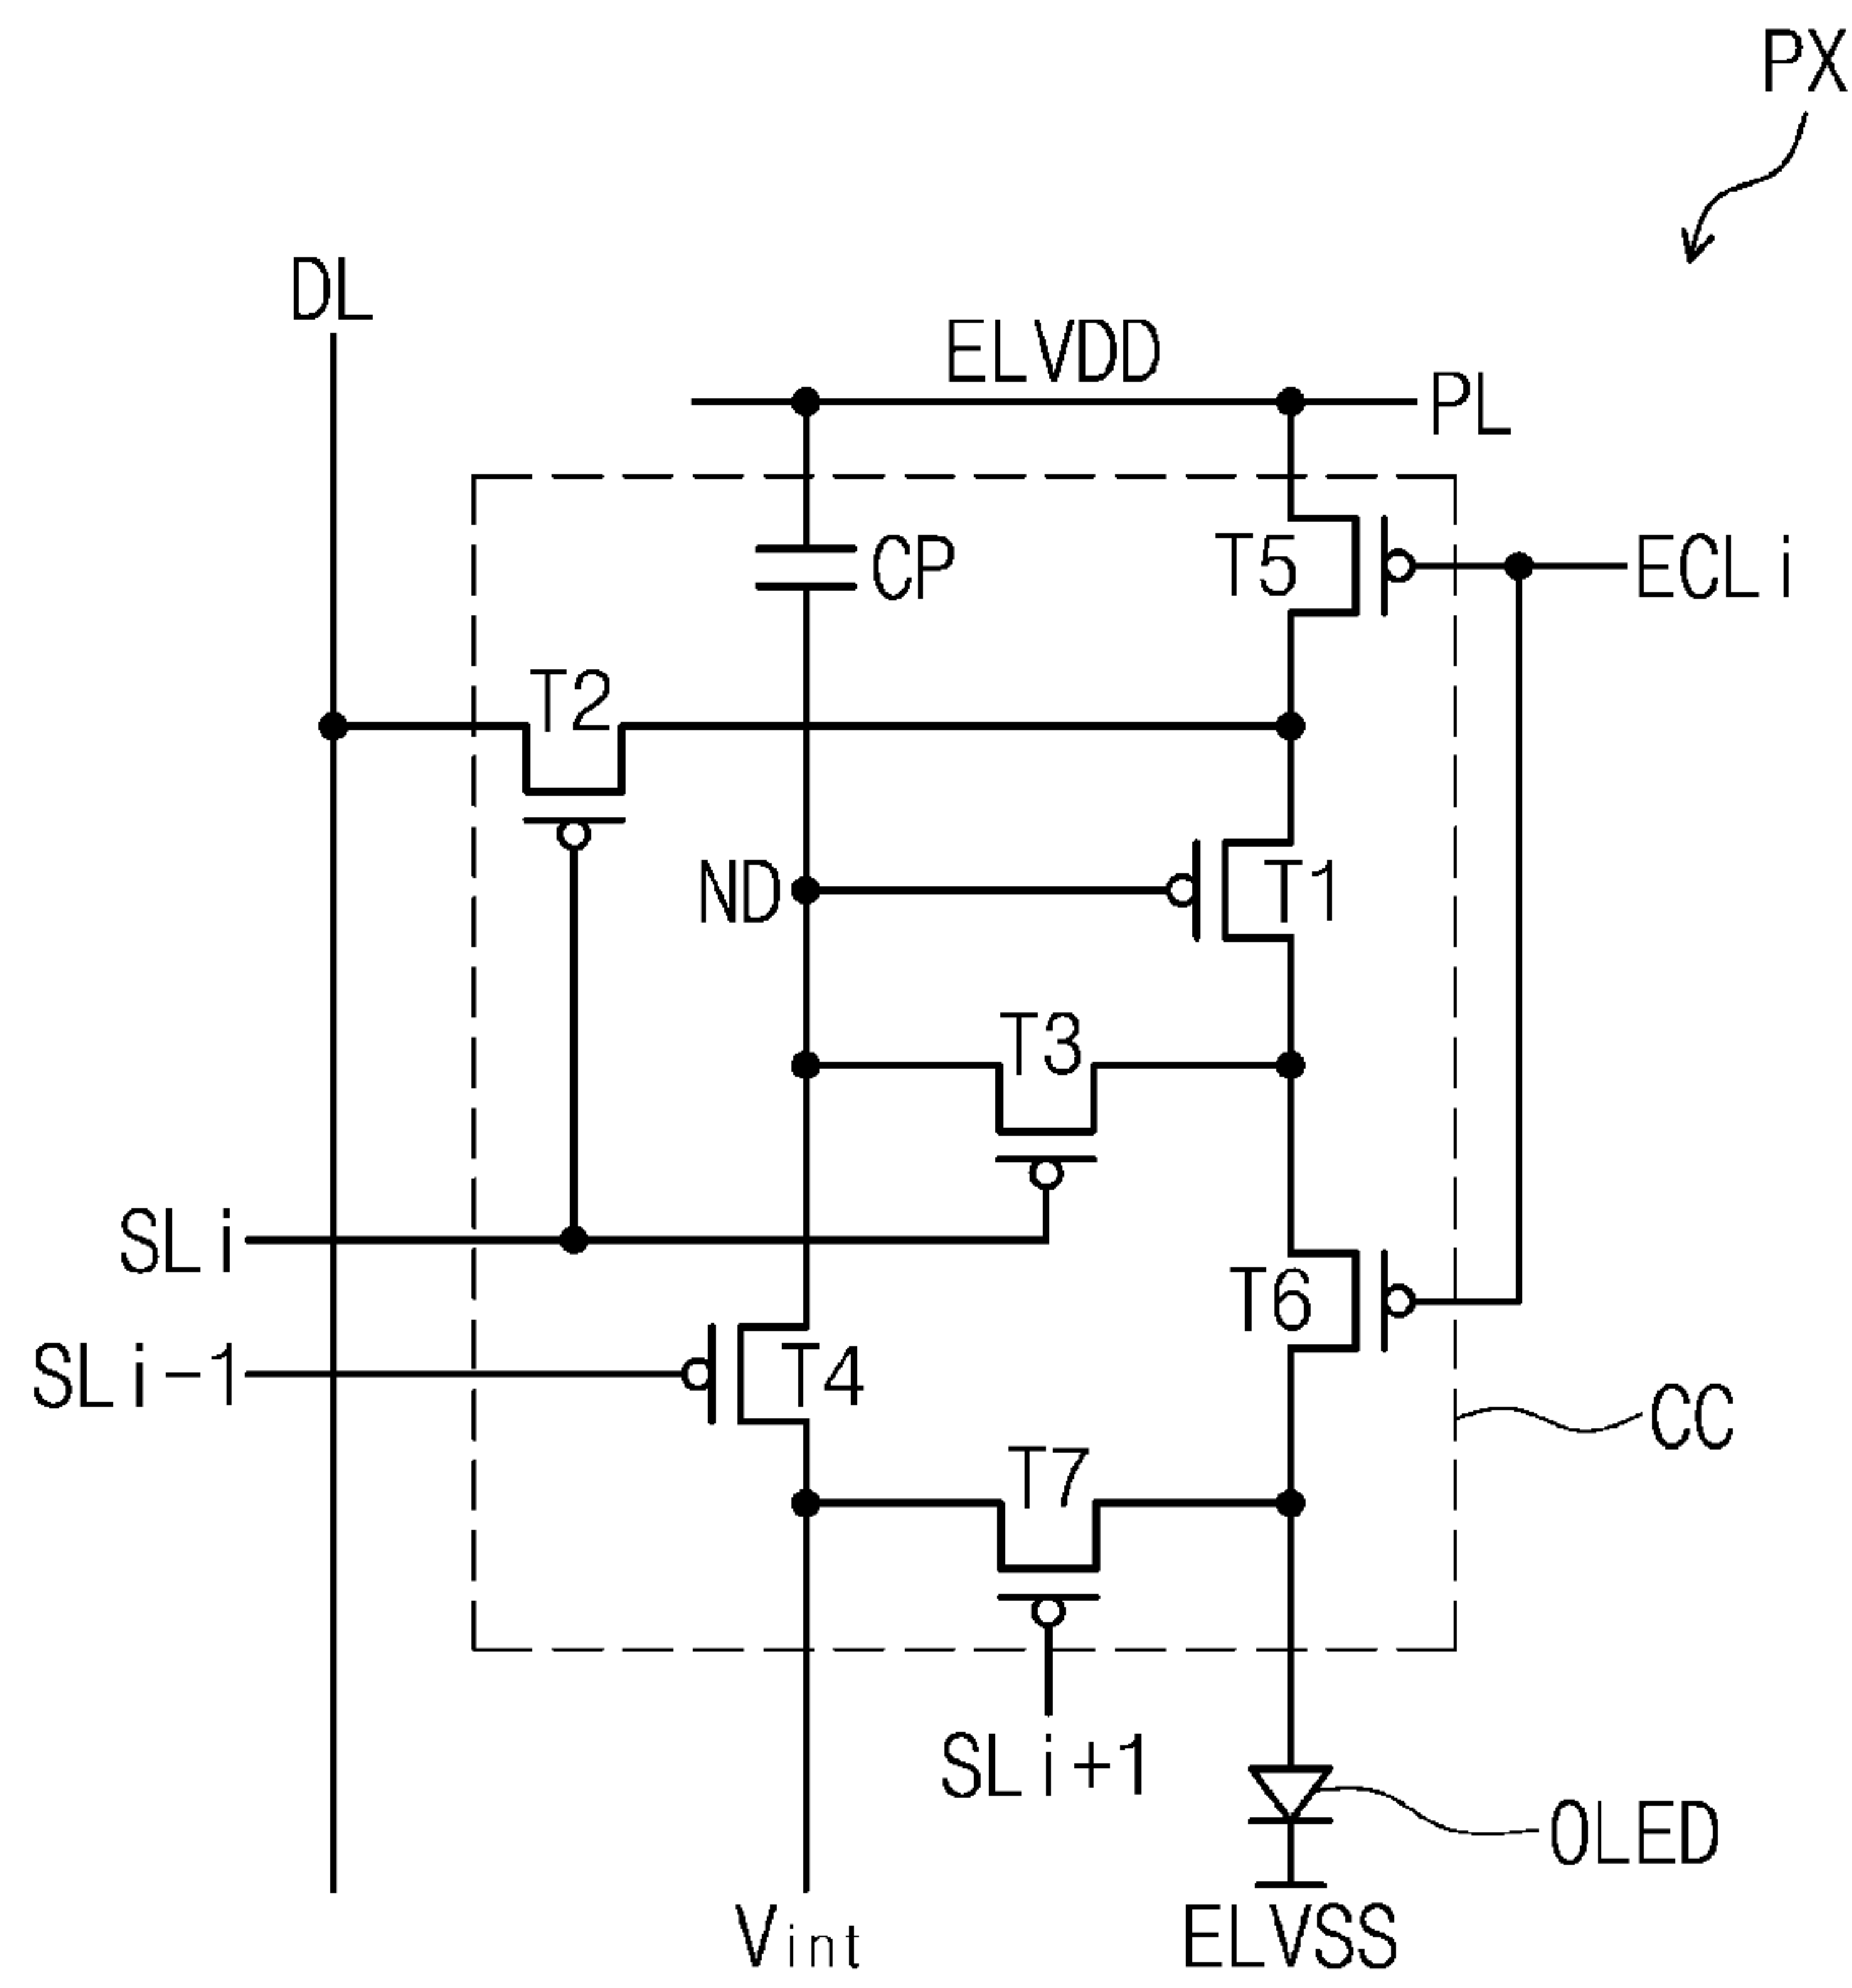 PX
DL
ELVDD
PL
CP
T5
ECLi
T2
ND
T1
T3
SLi
T6
SLi-1
T4
CC
T7
SLi+1
OLED
Vint
ELVSS